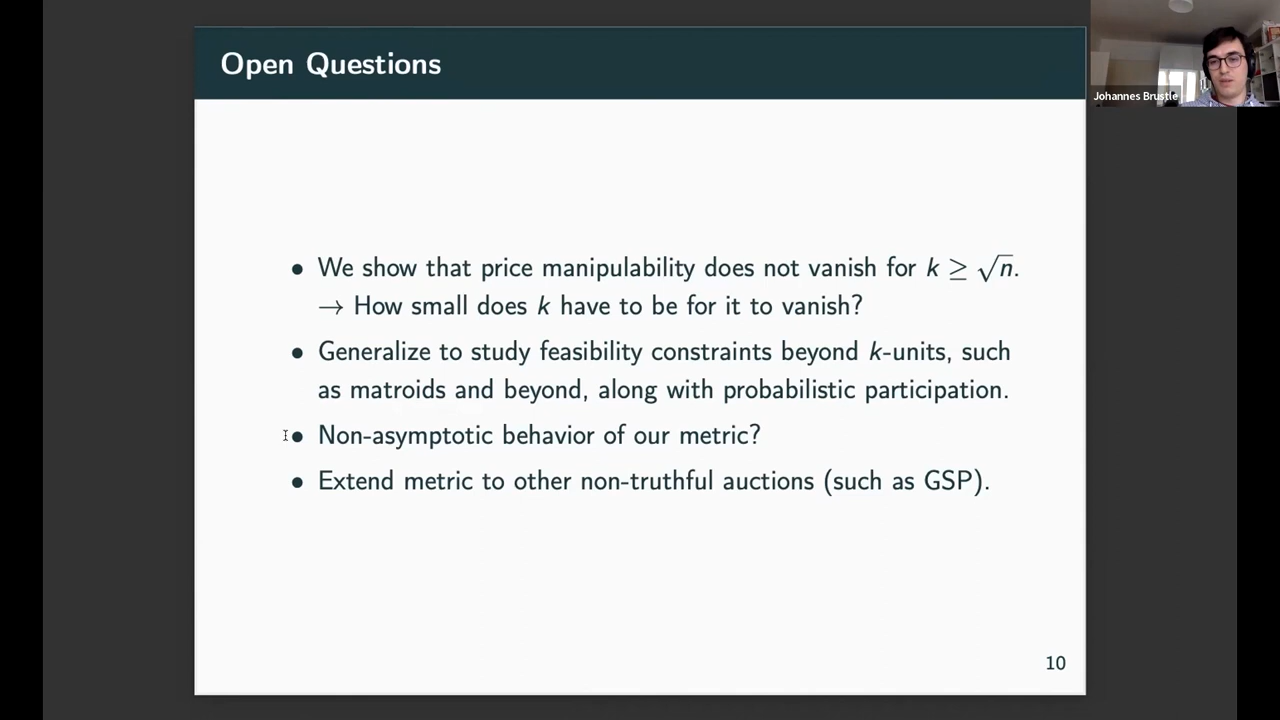 Open Questions
Johannes Brustle
• We show that price manipulability does not vanish for k ≥ √n.
→ How small does k have to be for it to vanish?
• Generalize to study feasibility constraints beyond k-units, such
as matroids and beyond, along with probabilistic participation.
• Non-asymptotic behavior of our metric?
• Extend metric to other non-truthful auctions (such as GSP).
10